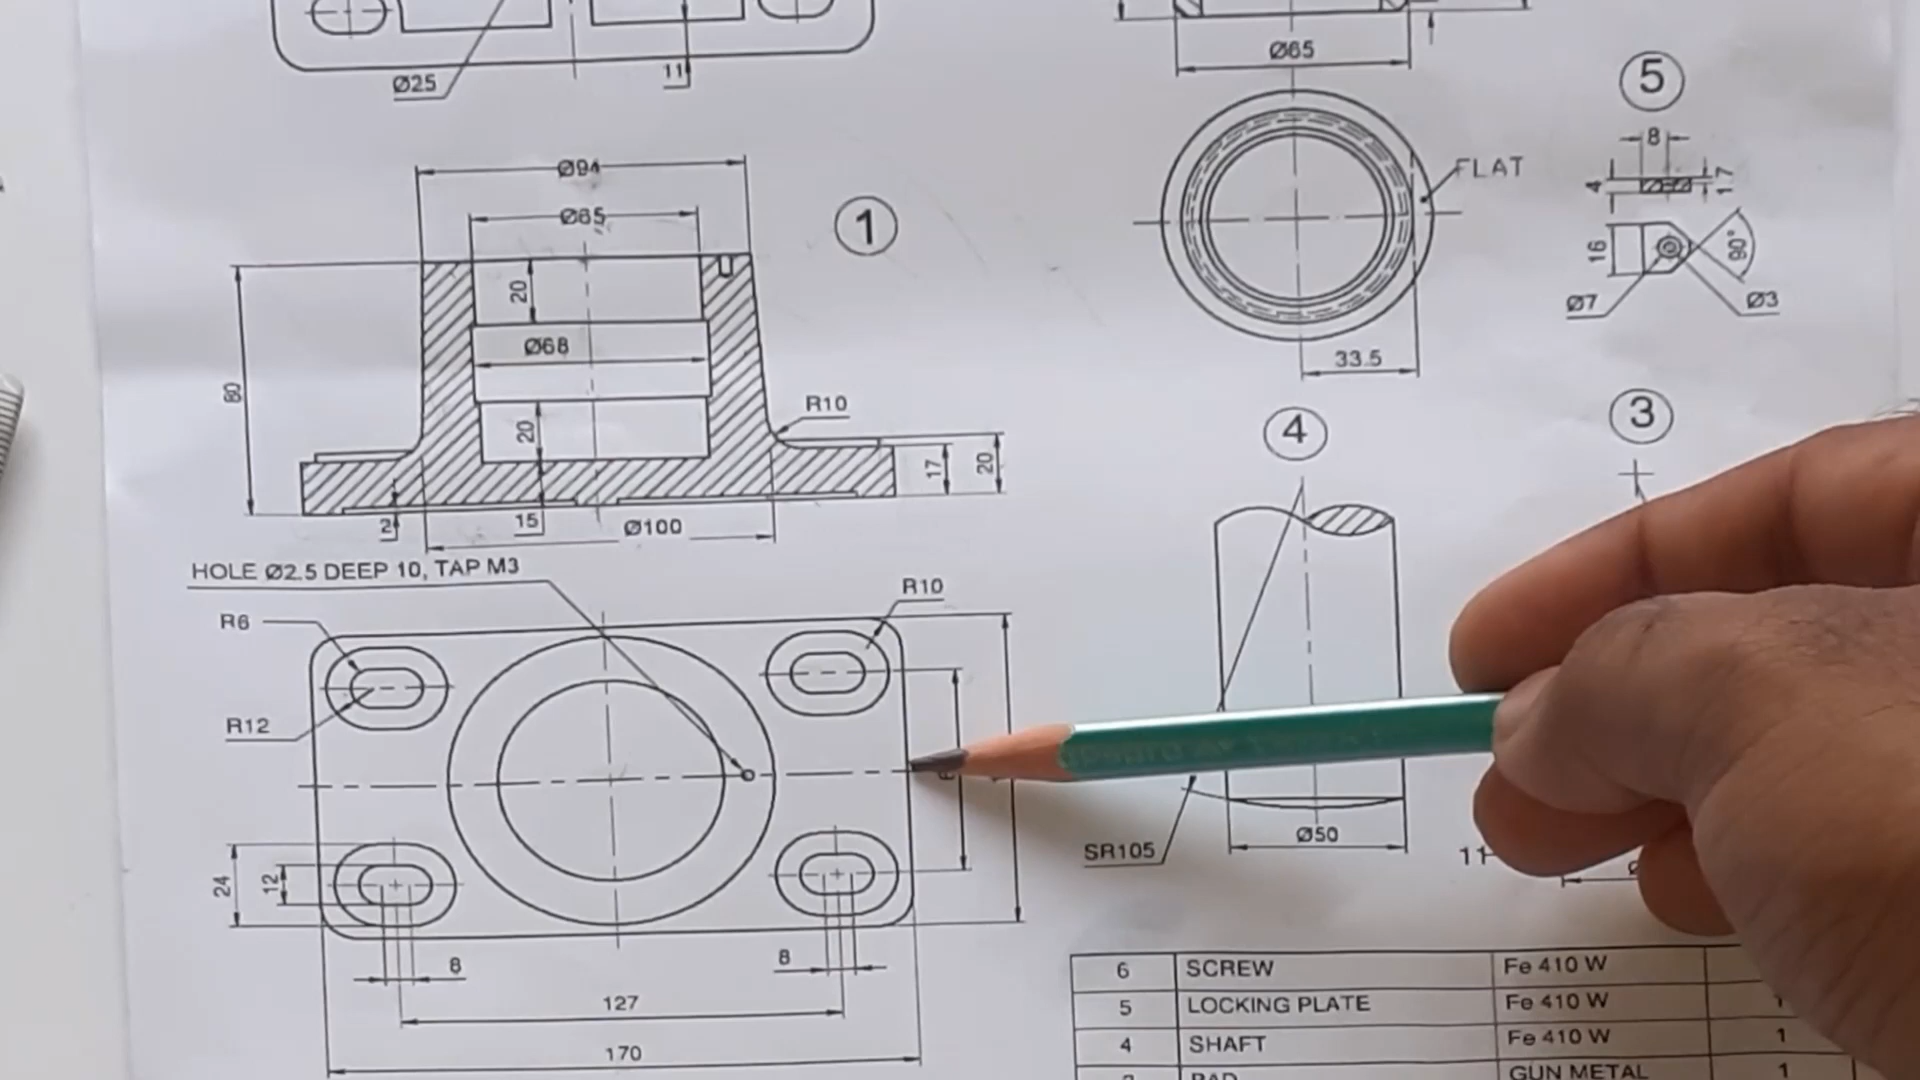 Ø25
11
Ø65
5
8
4
1.7
16
90°
Ø7
Ø3
FLAT
33.5
Ø94
Ø65
1
20
Ø68
80
20
R10
17
20
2
15
Ø100
4
3
HOLE Ø2.5 DEEP 10, TAP M3
R10
R6
R12
24
12
8
8
127
170
SR105
Ø50
11
6 SCREW Fe 410 W
5 LOCKING PLATE Fe 410 W 1
4 SHAFT Fe 410 W 1
PAD GUN METAL 1